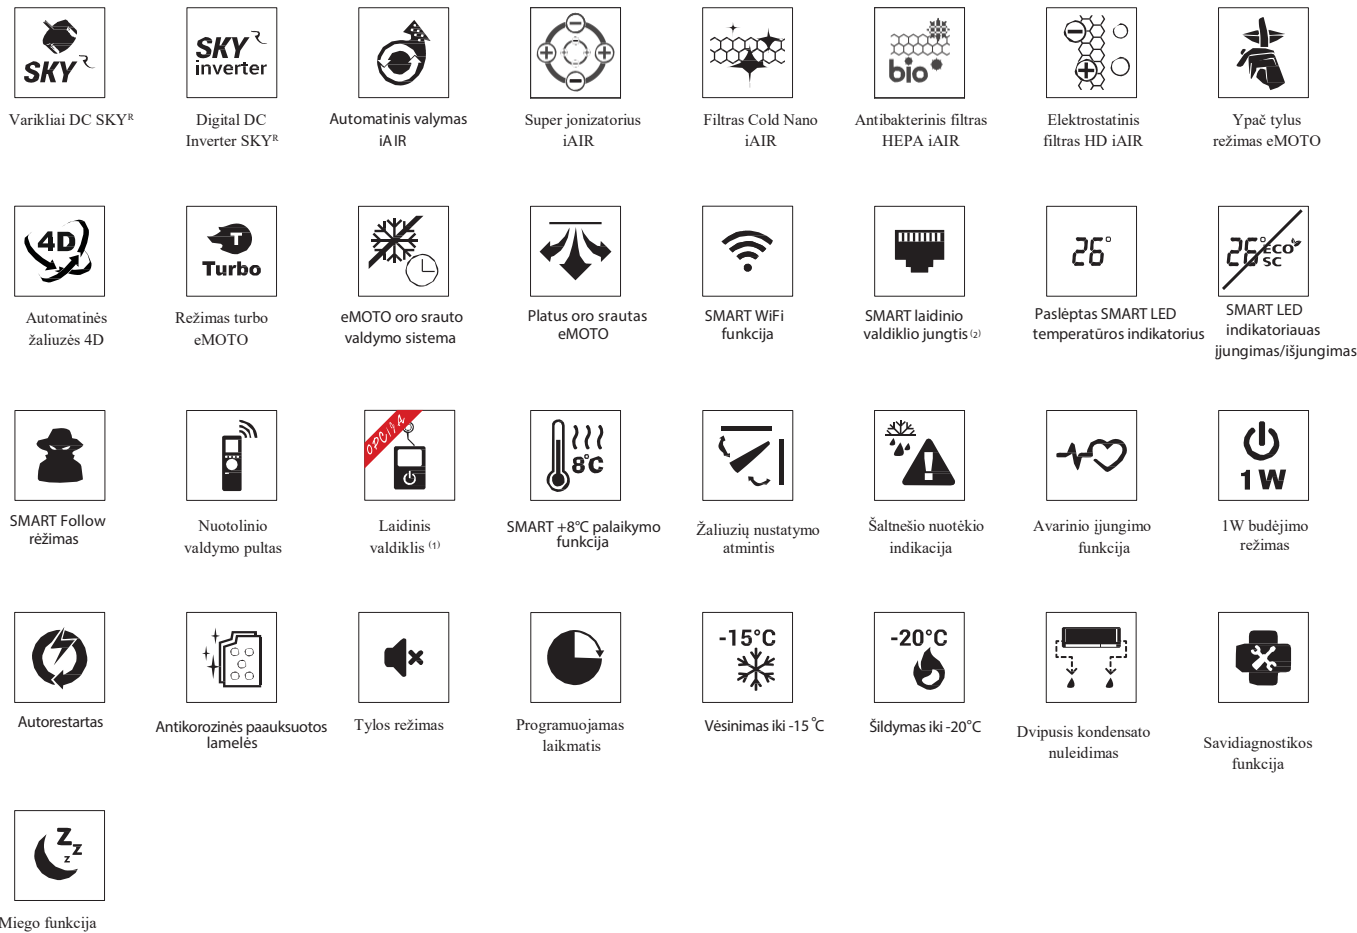 SKY R
SKY R
inverter
bio
Varikliai DC SKYᴿ
Digital DC
Inverter SKYᴿ
Automatinis valymas
iAIR
Super jonizatorius
iAIR
Filtras Cold Nano
iAIR
Antibakterinis filtras
HEPA iAIR
Elektrostatinis
filtras HD iAIR
Ypač tylus
režimas eMOTO
4D
T
Turbo
26°
26°ECO
SC
Automatinės
žaliuzės 4D
Režimas turbo
eMOTO
eMOTO oro srauto
valdymo sistema
Platus oro srautas
eMOTO
SMART WiFi
funkcija
SMART laidinio
valdiklio jungtis ⁽²⁾
Paslėptas SMART LED
temperatūros indikatorius
SMART LED
indikatoriauas
įjungimas/išjungimas
OPCIJA
8°C
1W
SMART Follow
rėžimas
Nuotolinio
valdymo pultas
Laidinis
valdiklis ⁽¹⁾
SMART +8°C palaikymo
funkcija
Žaliuzių nustatymo
atmintis
Šaltnešio nuotėkio
indikacija
Avarinio įjungimo
funkcija
1W budėjimo
režimas
-15°C
-20°C
Autorestartas
Antikorozinės paauksuotos
lamelės
Tylos režimas
Programuojamas
laikmatis
Vėsinimas iki -15 °C
Šildymas iki -20°C
Dvipusis kondensato
nuleidimas
Savidiagnostikos
funkcija
Z
z
z
Miego funkcija